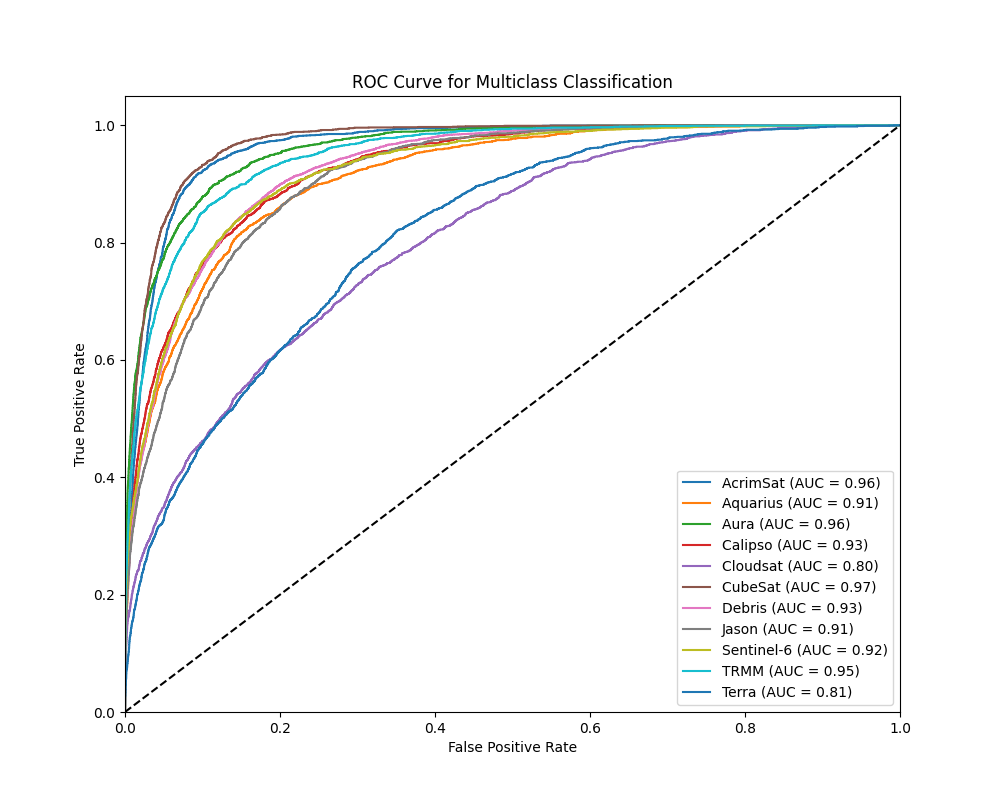 ROC Curve for Multiclass Classification
1.0
0.8
0.6
0.4
0.2
0.0
True Positive Rate
0.0 0.2 0.4 0.6 0.8 1.0
False Positive Rate
AcrimSat (AUC = 0.96)
Aquarius (AUC = 0.91)
Aura (AUC = 0.96)
Calipso (AUC = 0.93)
Cloudsat (AUC = 0.80)
CubeSat (AUC = 0.97)
Debris (AUC = 0.93)
Jason (AUC = 0.91)
Sentinel-6 (AUC = 0.92)
TRMM (AUC = 0.95)
Terra (AUC = 0.81)